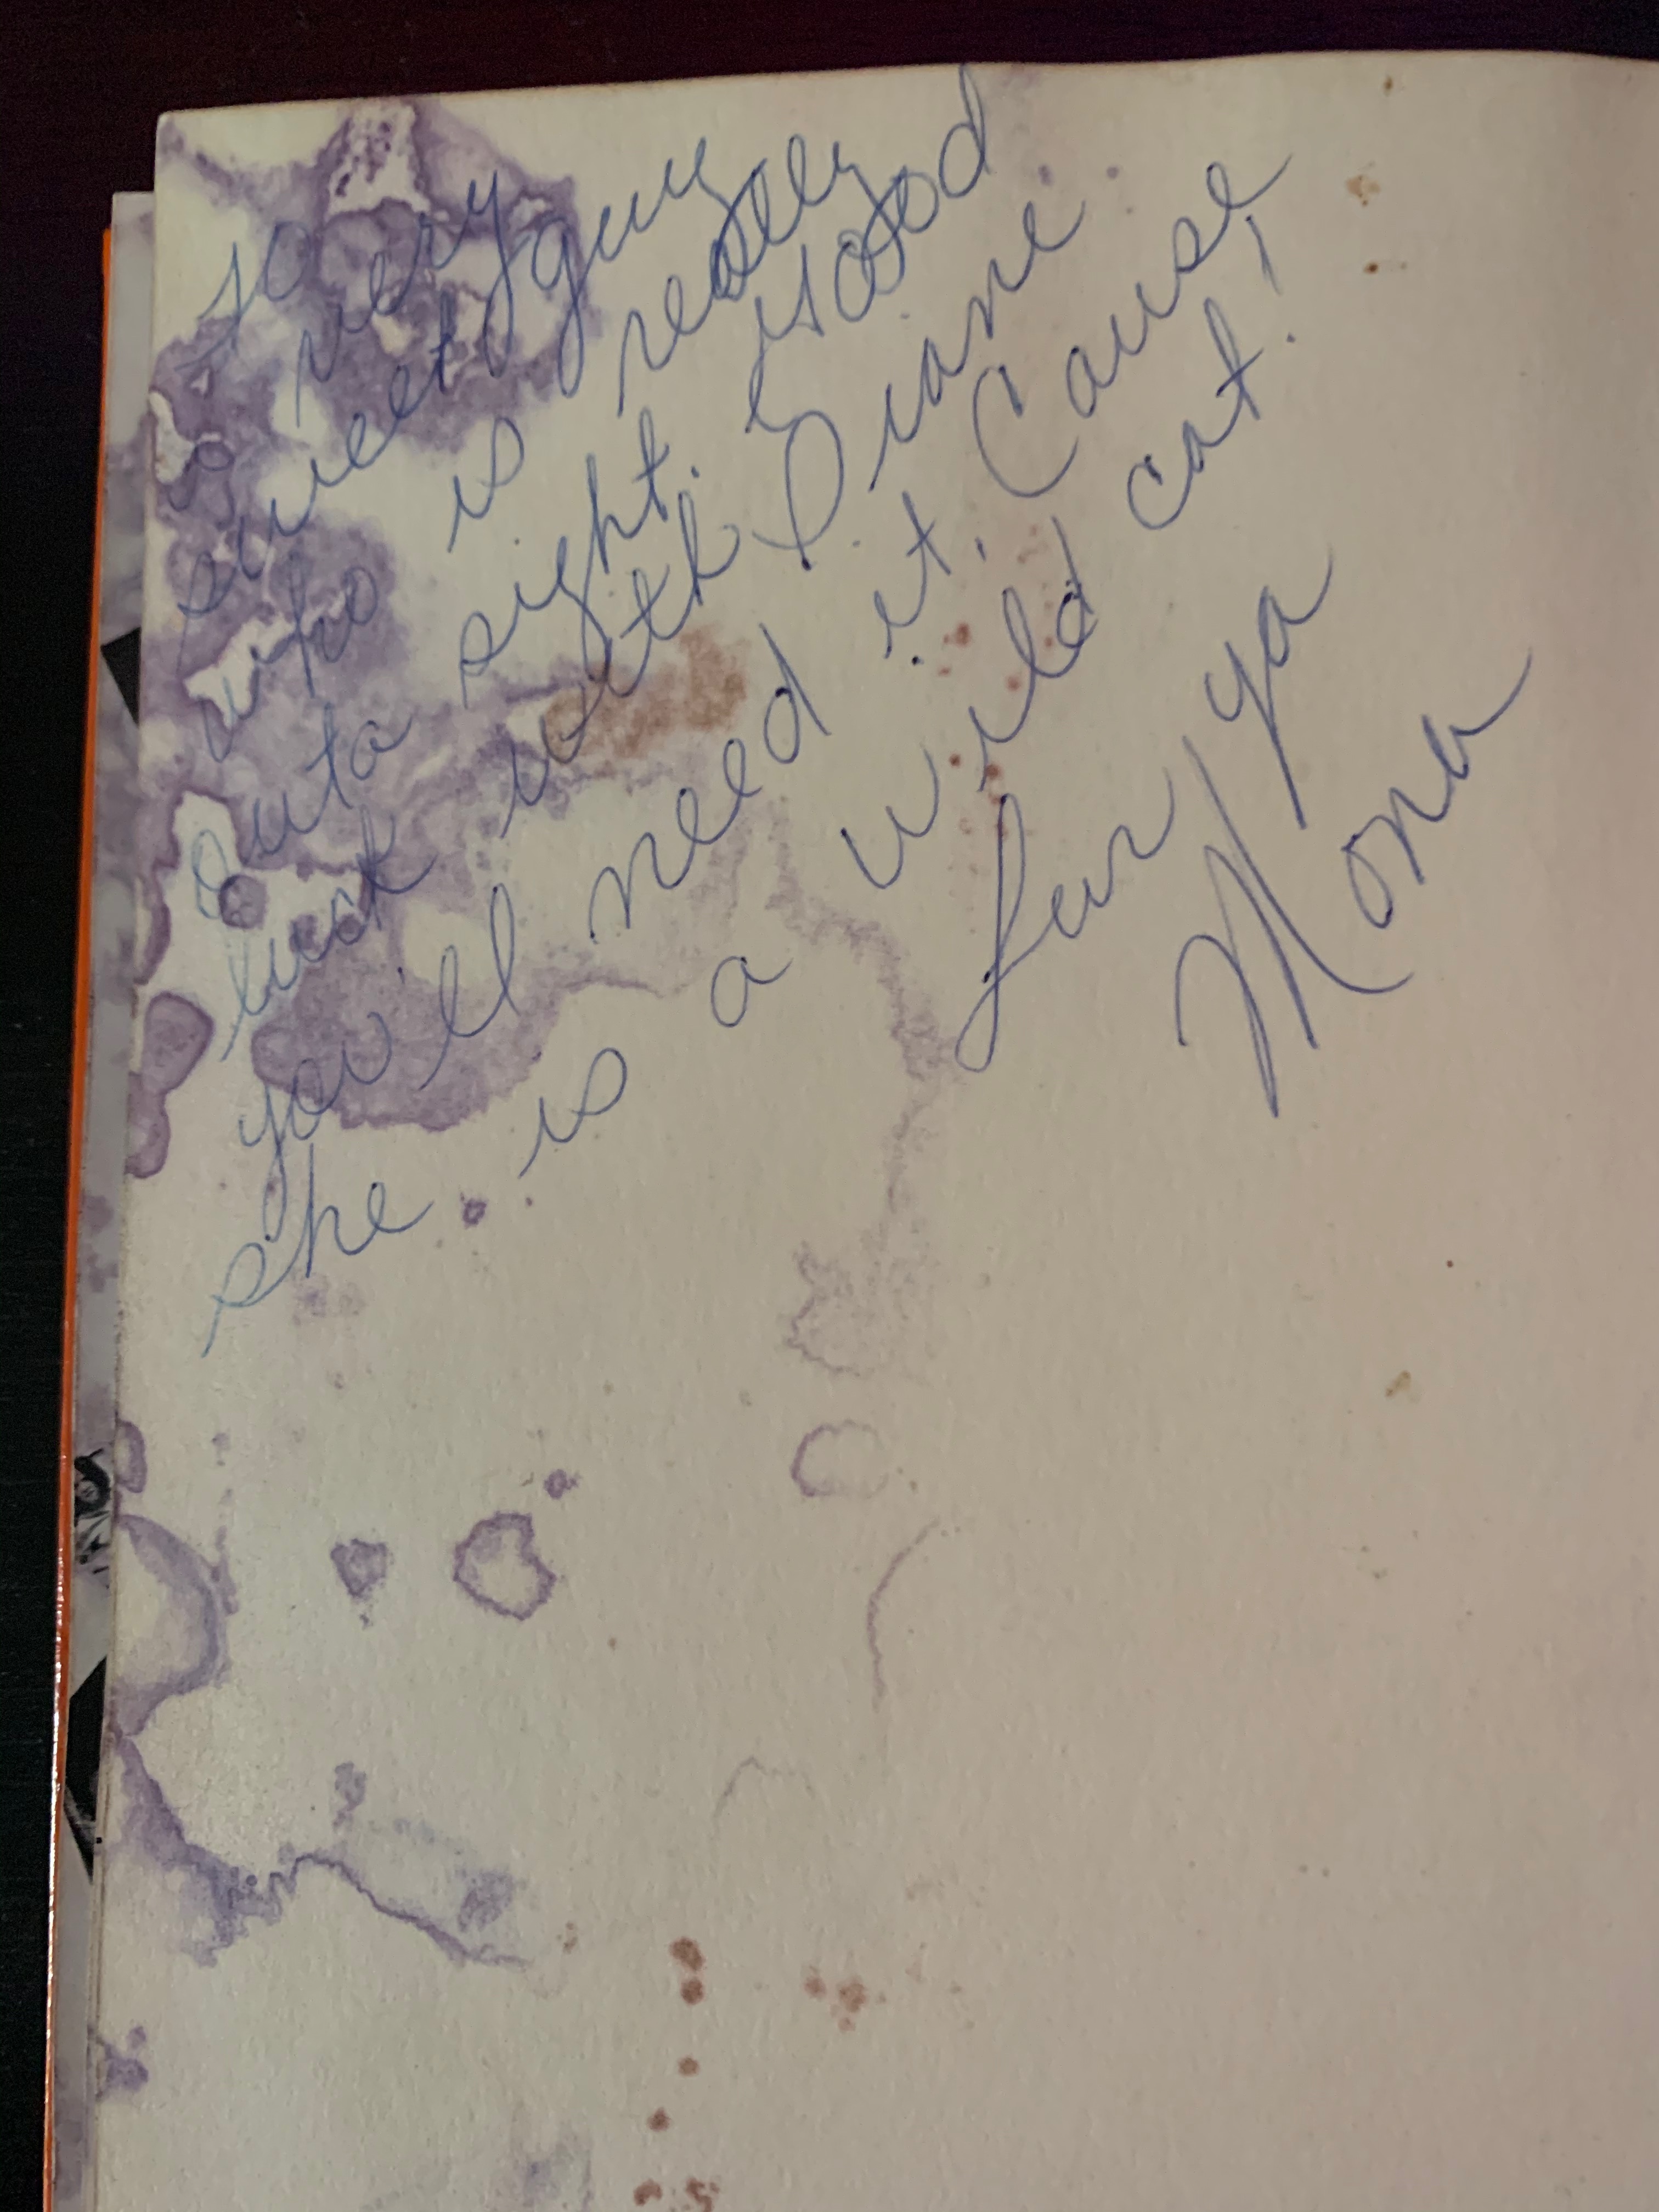 To
a very
sweet guy
who is really
outa sight. Good
luck with Diane
you'll need it, Cause
she is a wild cat!
Luv ya
Mona